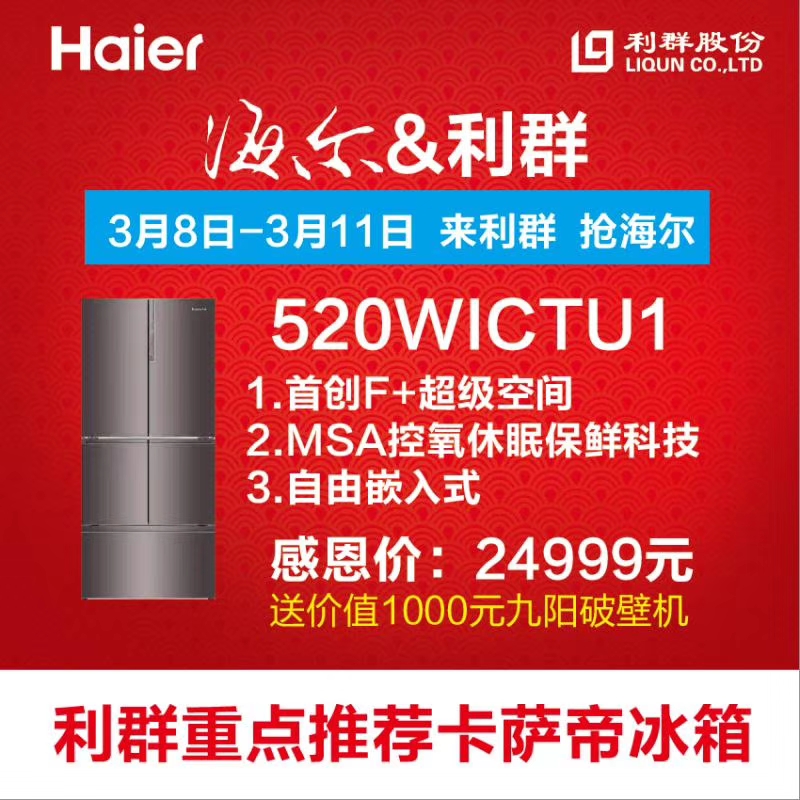 Haier
利群股份
LIQUN CO.,LTD
海尔&利群
3月8日-3月11日 来利群 抢海尔
520WICTU1
1.首创F+超级空间
2.MSA控氧休眠保鲜科技
3.自由嵌入式
感恩价：24999元
送价值1000元九阳破壁机
利群重点推荐卡萨帝冰箱